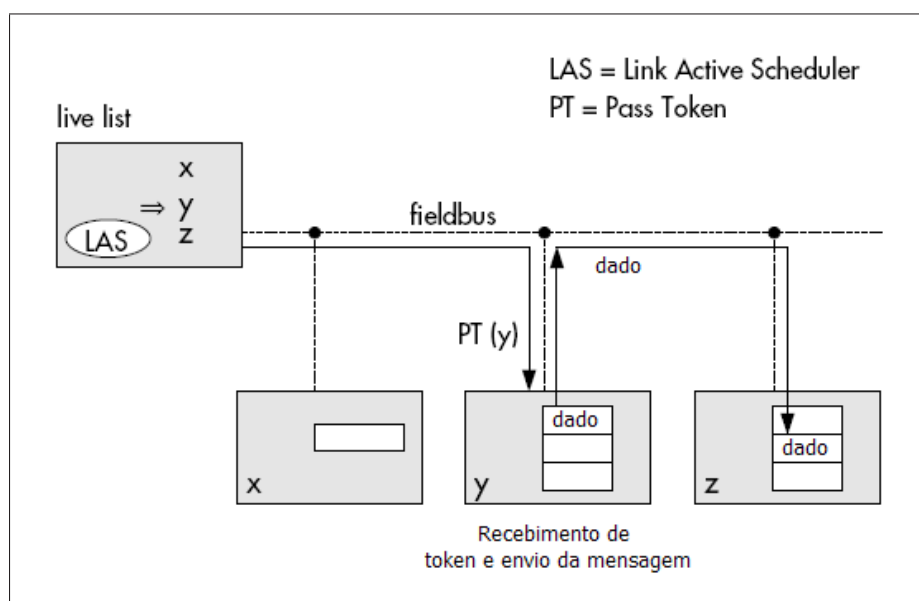 LAS = Link Active Scheduler
PT = Pass Token
live list
x
⇒ y
LAS z
fieldbus
dado
PT (y)
dado
dado
x
y
z
Recebimento de
token e envio da mensagem